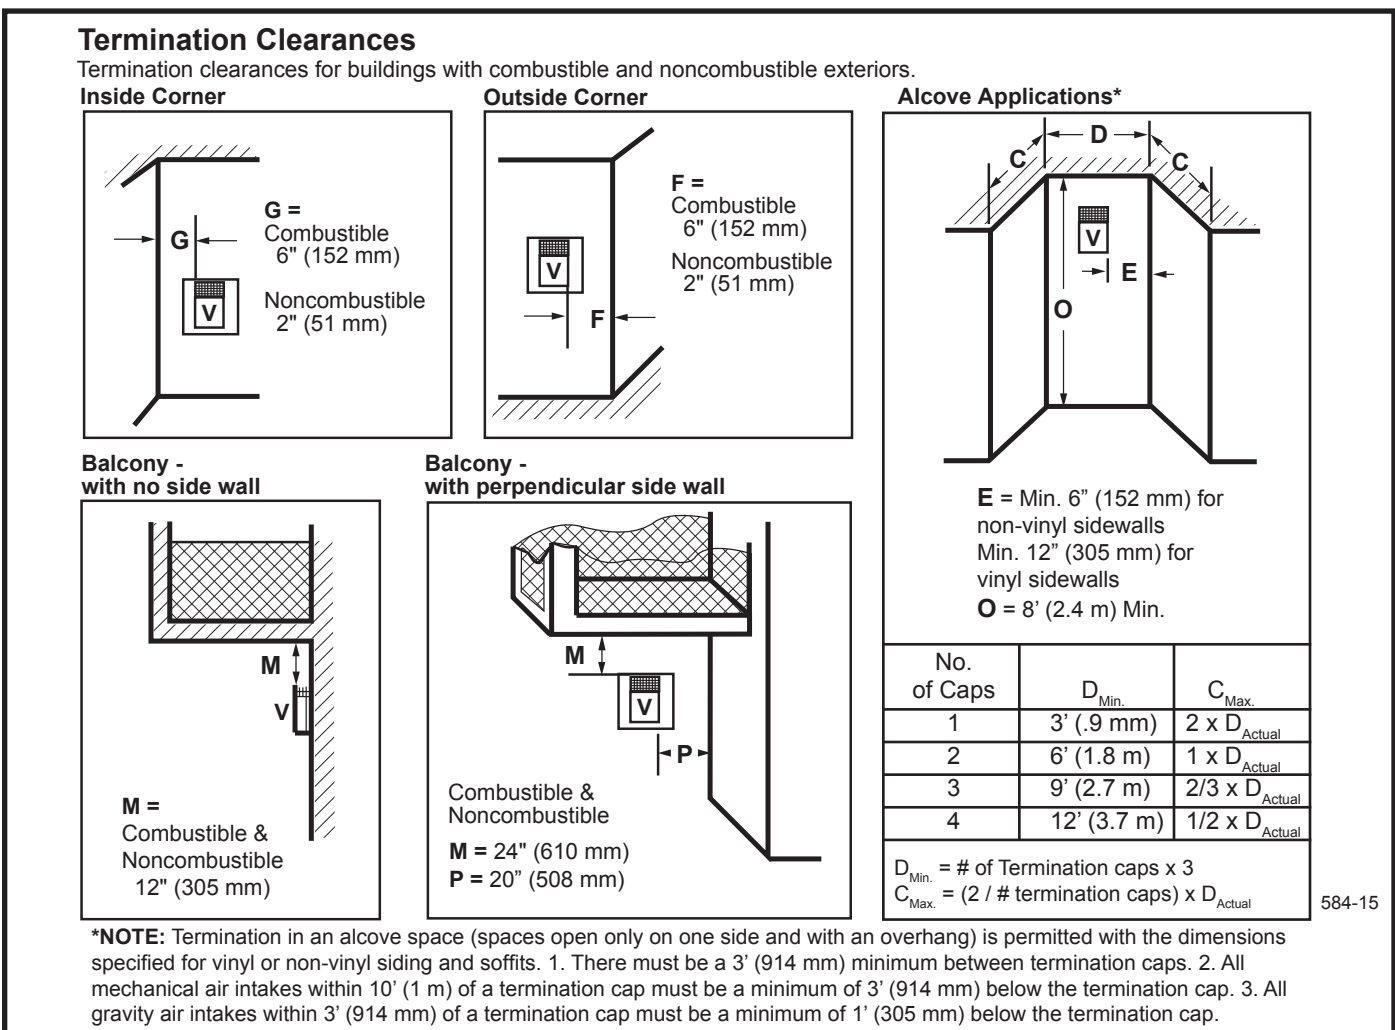 Termination Clearances
Termination clearances for buildings with combustible and noncombustible exteriors.
Inside Corner
G
V
G =
Combustible
6" (152 mm)
Noncombustible
2" (51 mm)
Outside Corner
V
F
F =
Combustible
6" (152 mm)
Noncombustible
2" (51 mm)
Alcove Applications*
C
D
C
V
E
O
E = Min. 6” (152 mm) for
non-vinyl sidewalls
Min. 12” (305 mm) for
vinyl sidewalls
O = 8’ (2.4 m) Min.
No.
of Caps DMin. CMax.
1 3’ (.9 mm) 2 x DActual
2 6’ (1.8 m) 1 x DActual
3 9’ (2.7 m) 2/3 x DActual
4 12’ (3.7 m) 1/2 x DActual
DMin. = # of Termination caps x 3
CMax. = (2 / # termination caps) x DActual
Balcony -
with no side wall
M
V
M =
Combustible &
Noncombustible
12" (305 mm)
Balcony -
with perpendicular side wall
M
V
P
Combustible &
Noncombustible
M = 24" (610 mm)
P = 20” (508 mm)
584-15
*NOTE: Termination in an alcove space (spaces open only on one side and with an overhang) is permitted with the dimensions
specified for vinyl or non-vinyl siding and soffits. 1. There must be a 3’ (914 mm) minimum between termination caps. 2. All
mechanical air intakes within 10’ (1 m) of a termination cap must be a minimum of 3’ (914 mm) below the termination cap. 3. All
gravity air intakes within 3’ (914 mm) of a termination cap must be a minimum of 1’ (305 mm) below the termination cap.